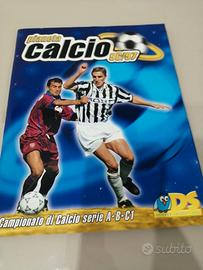 pianeta
calcio
96/97
Campionato di Calcio serie A-B-C1
DS
subito